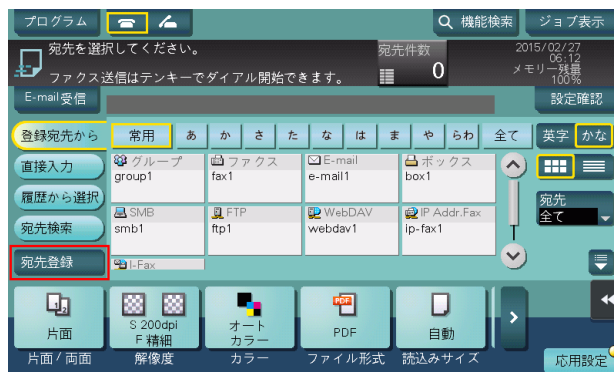 プログラム
機能検索
ジョブ表示
宛先を選択してください。
ファクス送信はテンキーでダイアル開始できます。
宛先件数
0
2015/02/27
06:12
メモリー残量
100%
E-mail受信
設定確認
登録宛先から
常用
あ
か
さ
た
な
は
ま
や
らわ
全て
英字
かな
直接入力
履歴から選択
宛先検索
宛先登録
グループ
group1
ファクス
fax1
E-mail
e-mail1
ボックス
box1
SMB
smb1
FTP
ftp1
WebDAV
webdav1
IP Addr.Fax
ip-fax1
I-Fax
宛先
全て
片面
片面/両面
S 200dpi
F 精細
解像度
オート
カラー
カラー
PDF
PDF
ファイル形式
自動
読込みサイズ
応用設定